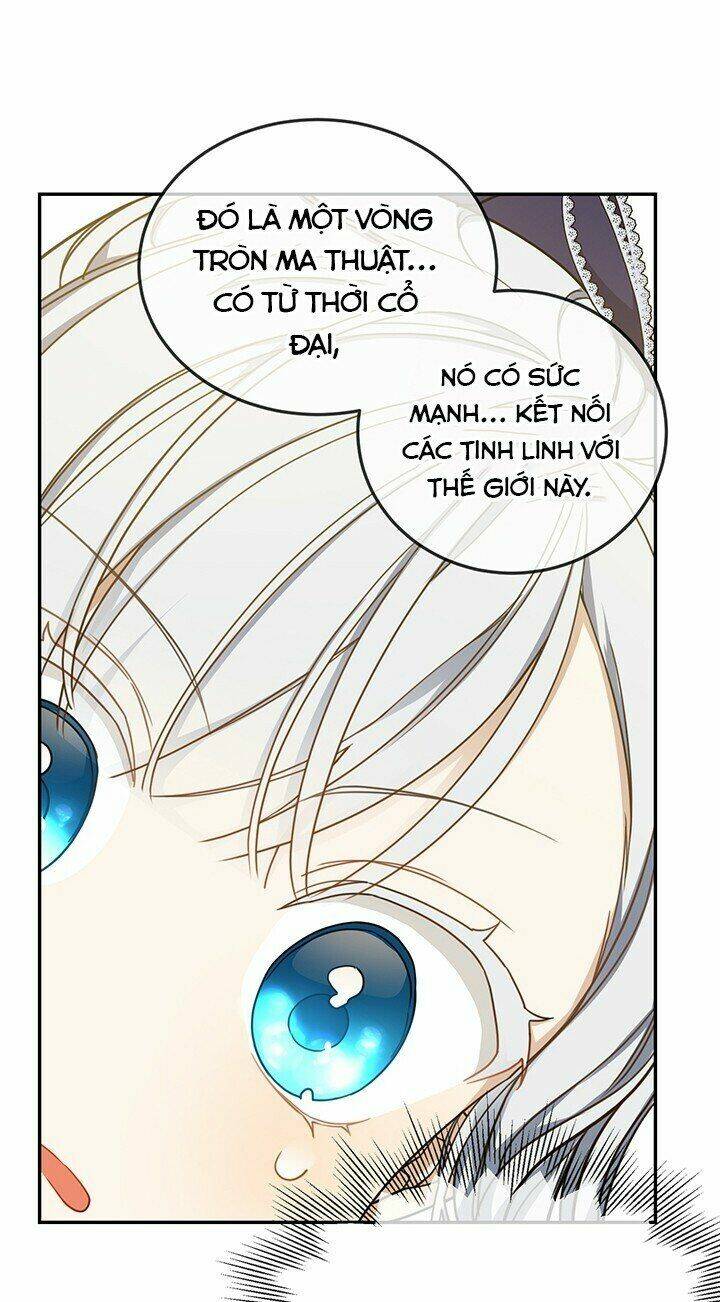 ĐÓ LÀ MỘT VÒNG
TRÒN MA THUẬT...
CÓ TỪ THỜI CỔ
ĐẠI,
NÓ CÓ SỨC
MẠNH... KẾT NỐI
CÁC TINH LINH VỚI
THẾ GIỚI NÀY.